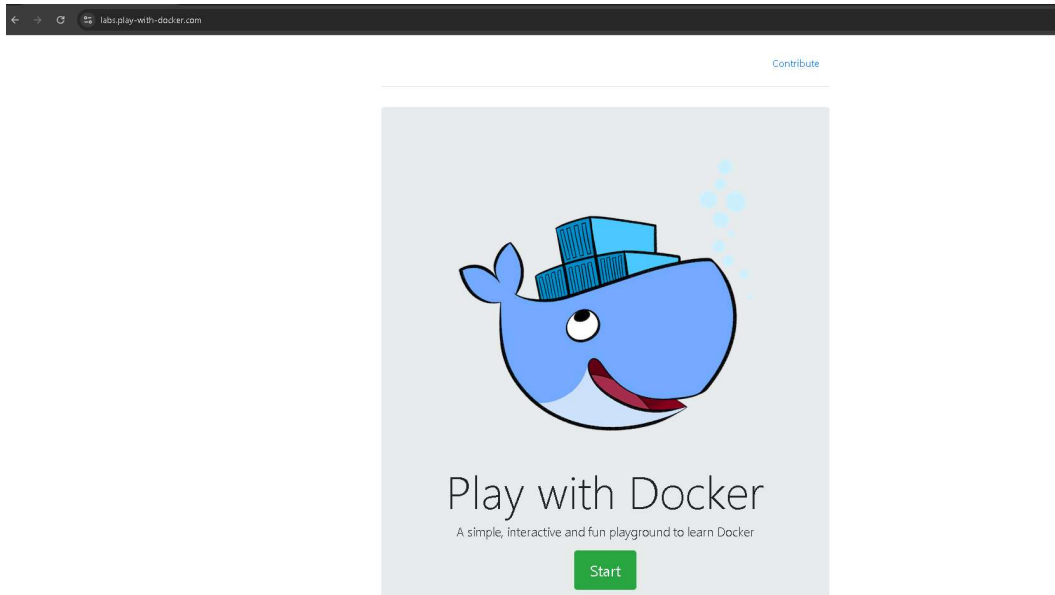 labs.play-with-docker.com
Contribute
Play with Docker
A simple, interactive and fun playground to learn Docker
Start